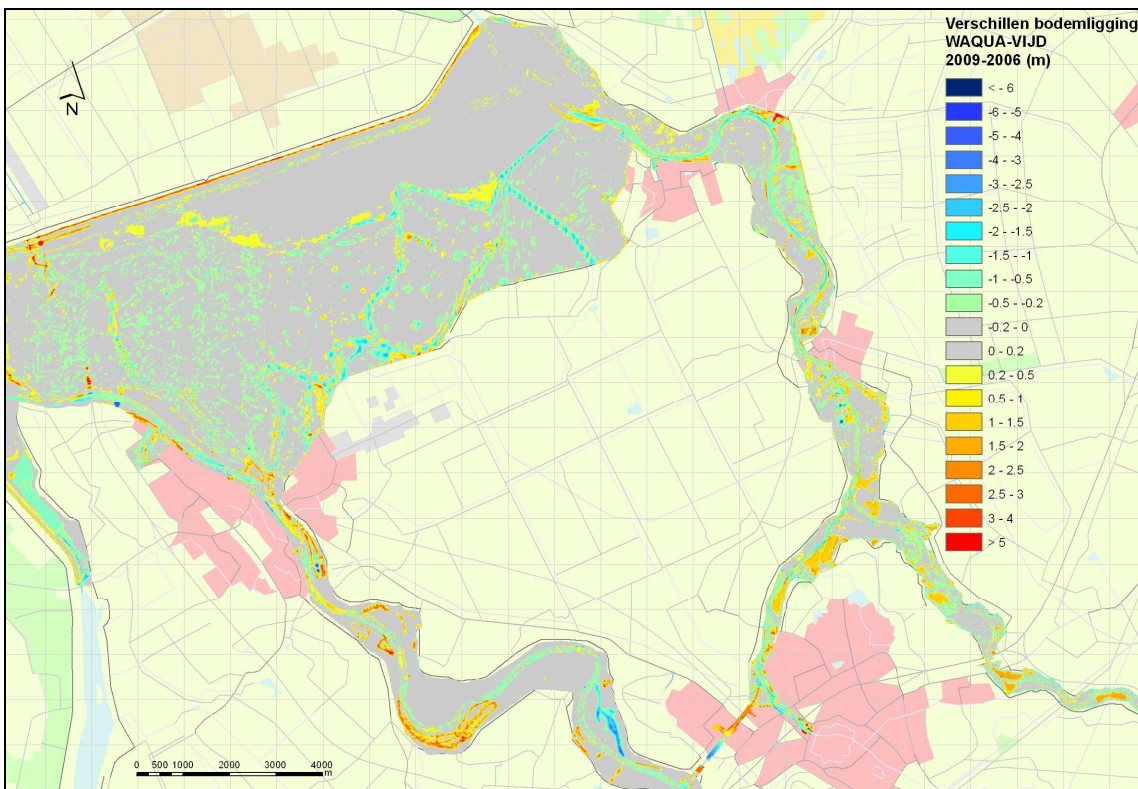 Verschillen bodemligging
WAQUA-VIJD
2009-2006 (m)
< - 6
-6 - -5
-5 - -4
-4 - -3
-3 - -2.5
-2.5 - -2
-2 - -1.5
-1.5 - -1
-1 - -0.5
-0.5 - -0.2
-0.2 - 0
0 - 0.2
0.2 - 0.5
0.5 - 1
1 - 1.5
1.5 - 2
2 - 2.5
2.5 - 3
3 - 4
> 5
N
0 500 1000 2000 3000 4000
m